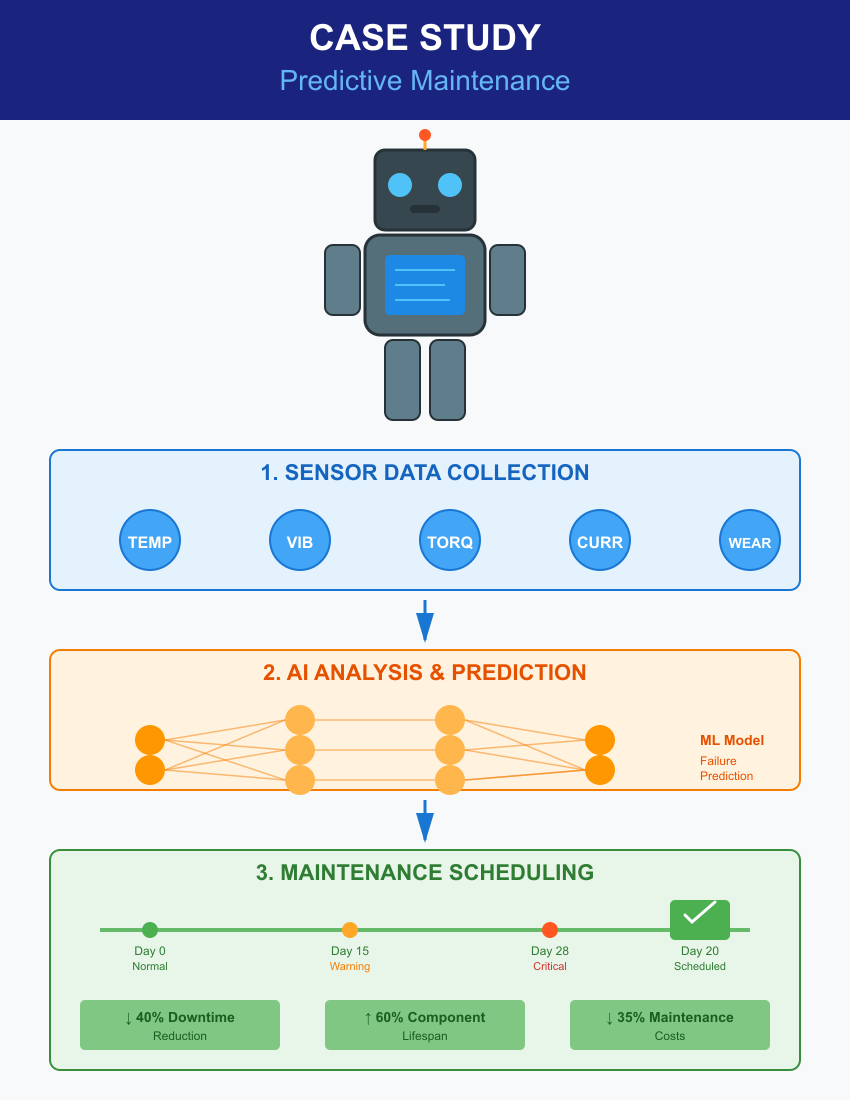 CASE STUDY
Predictive Maintenance
1. SENSOR DATA COLLECTION
TEMP VIB TORQ CURR WEAR
2. AI ANALYSIS & PREDICTION
ML Model
Failure
Prediction
3. MAINTENANCE SCHEDULING
Day 0 Day 15 Day 28 Day 20
Normal Warning Critical Scheduled
↓ 40% Downtime ↑ 60% Component ↓ 35% Maintenance
Reduction Lifespan Costs